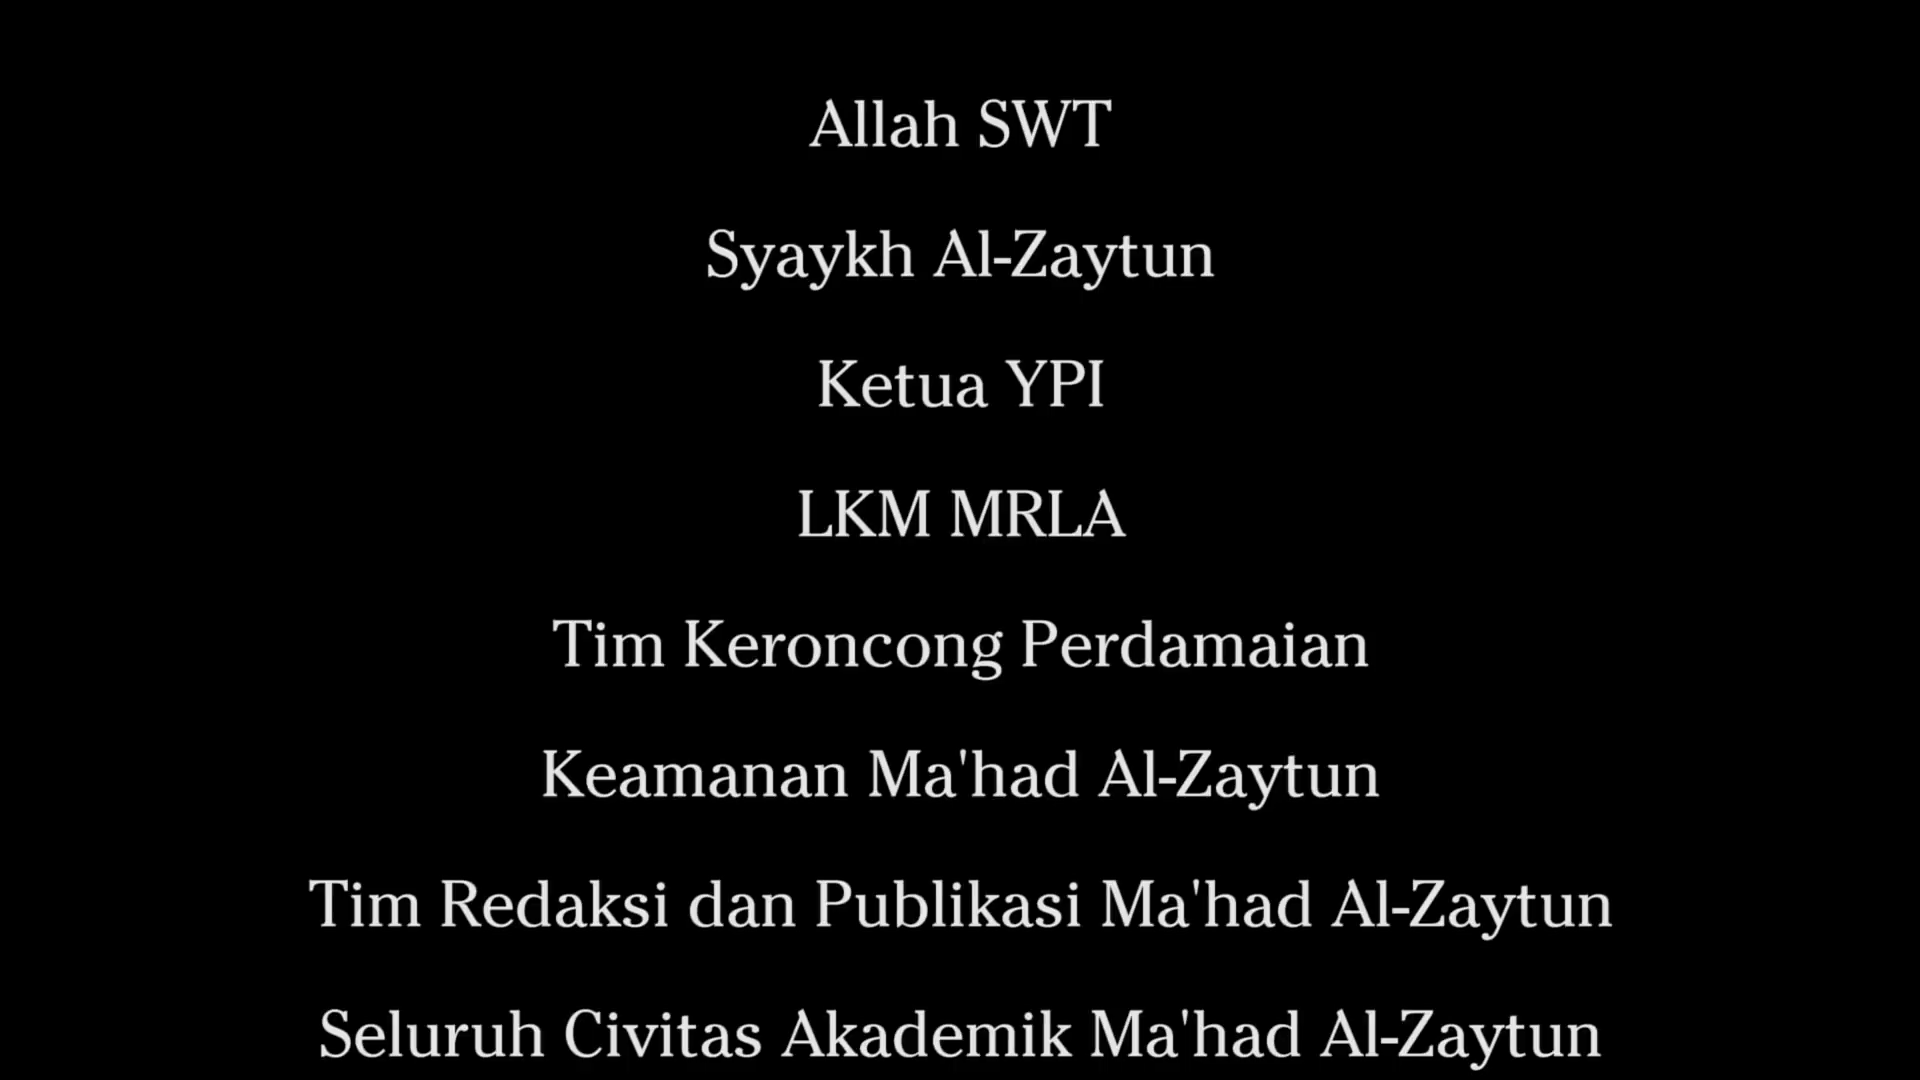 Allah SWT
Syaykh Al-Zaytun
Ketua YPI
LKM MRLA
Tim Keroncong Perdamaian
Keamanan Ma'had Al-Zaytun
Tim Redaksi dan Publikasi Ma'had Al-Zaytun
Seluruh Civitas Akademik Ma'had Al-Zaytun